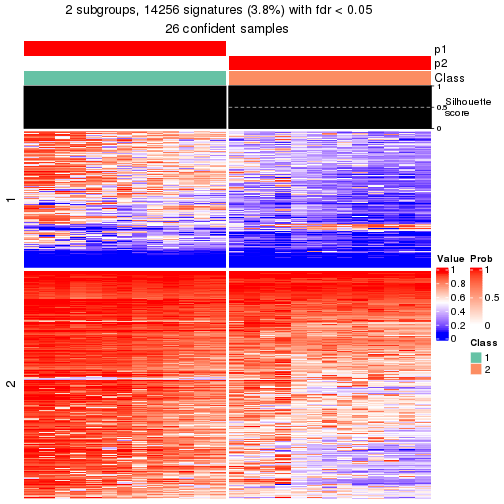 2 subgroups, 14256 signatures (3.8%) with fdr < 0.05
26 confident samples
p1
p2
Class
1
0.5
0
Silhouette
score
1
2
Value
1
0.8
0.6
0.4
0.2
0
Prob
1
0.5
0
Class
1
2